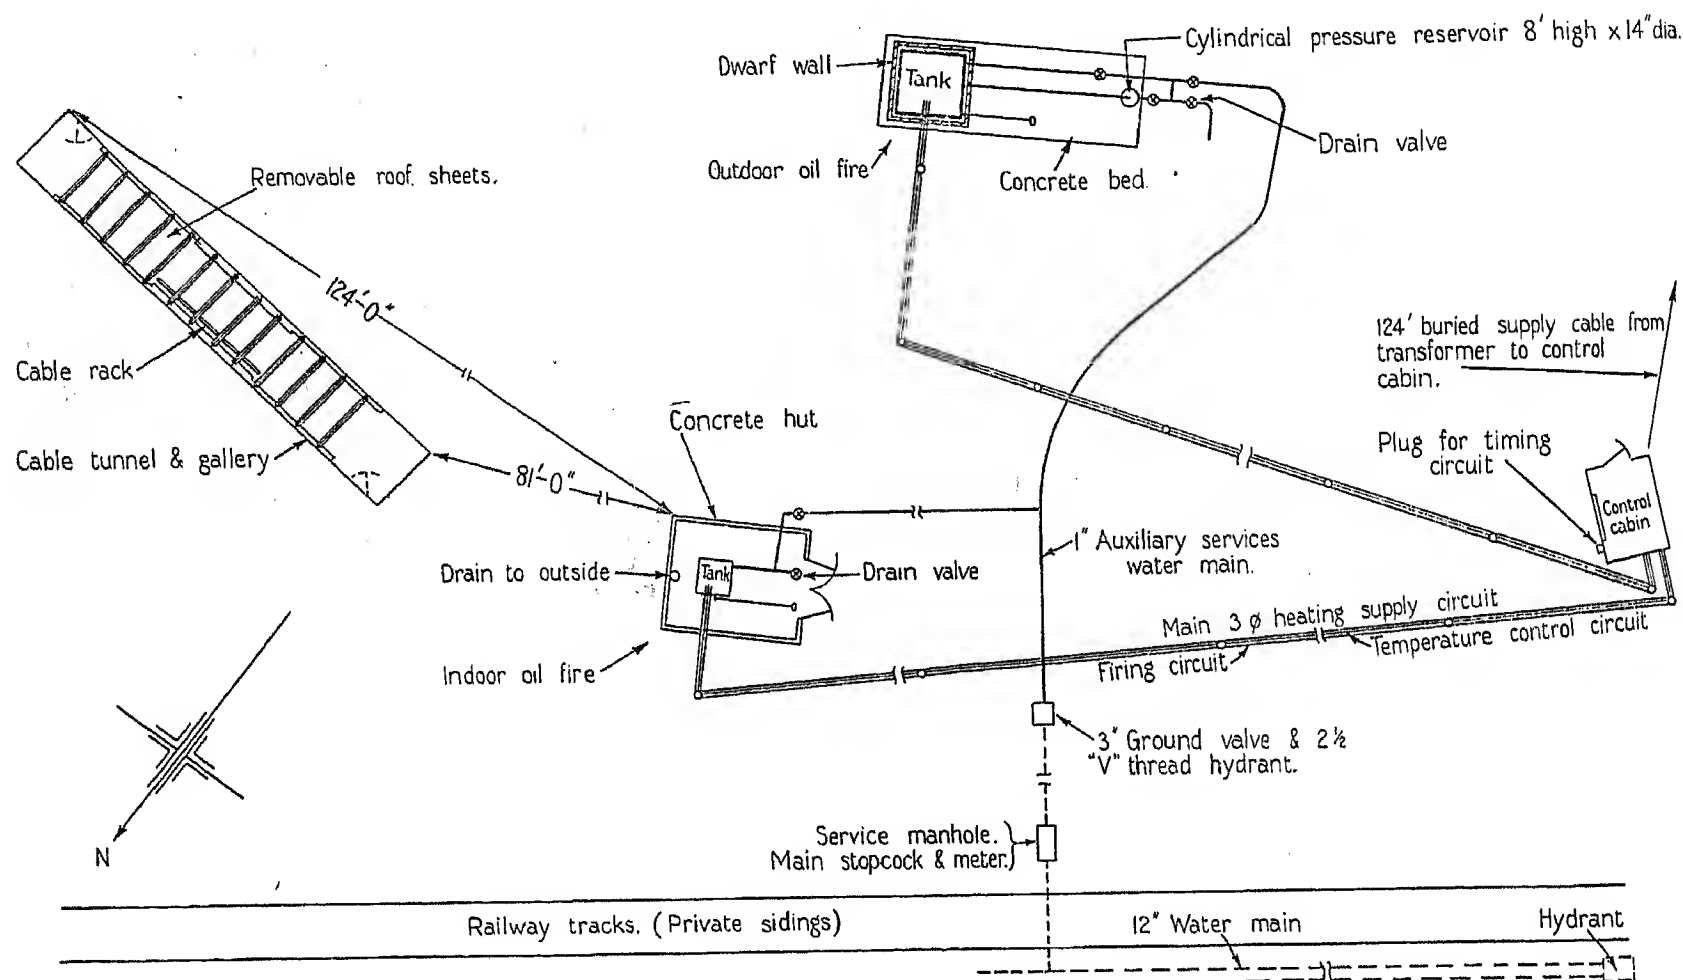 Cylindrical pressure reservoir 8' high x 14" dia.
Dwarf wall
Tank
Drain valve
Outdoor oil fire
Concrete bed.
Removable roof. sheets.
124'-0"
124' buried supply cable from
transformer to control
cabin.
Cable rack
Concrete hut
Plug for timing
circuit
Cable tunnel & gallery
81'-0"
Control
cabin
1" Auxiliary services
water main.
Drain to outside
Tank
Drain valve
Main 3 ø heating supply circuit
Temperature control circuit
Firing circuit
Indoor oil fire
3" Ground valve & 2½
"V" thread hydrant.
N
Service manhole.
Main stopcock & meter.
Railway tracks. (Private sidings)
12" Water main
Hydrant